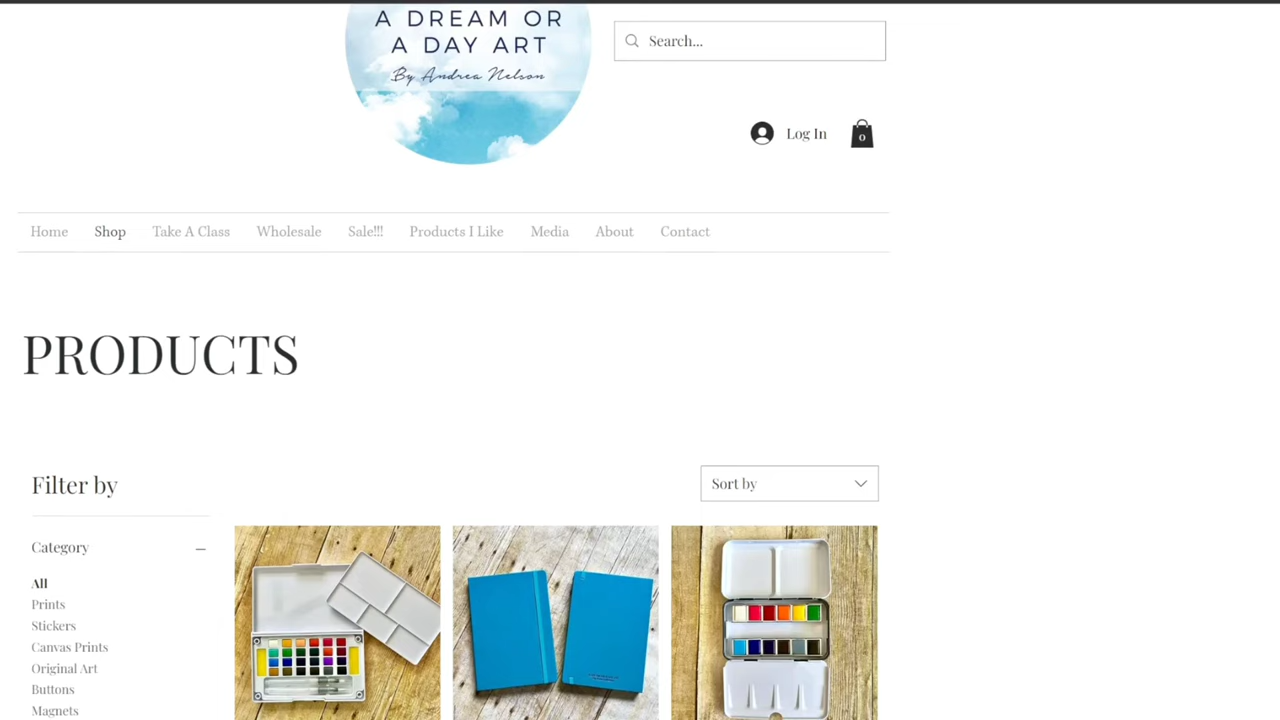 A DREAM OR
A DAY ART
By Andrea Nelson
Search...
Log In
0
Home Shop Take A Class Wholesale Sale!!! Products I Like Media About Contact
PRODUCTS
Filter by
Sort by
Category
All
Prints
Stickers
Canvas Prints
Original Art
Buttons
Magnets